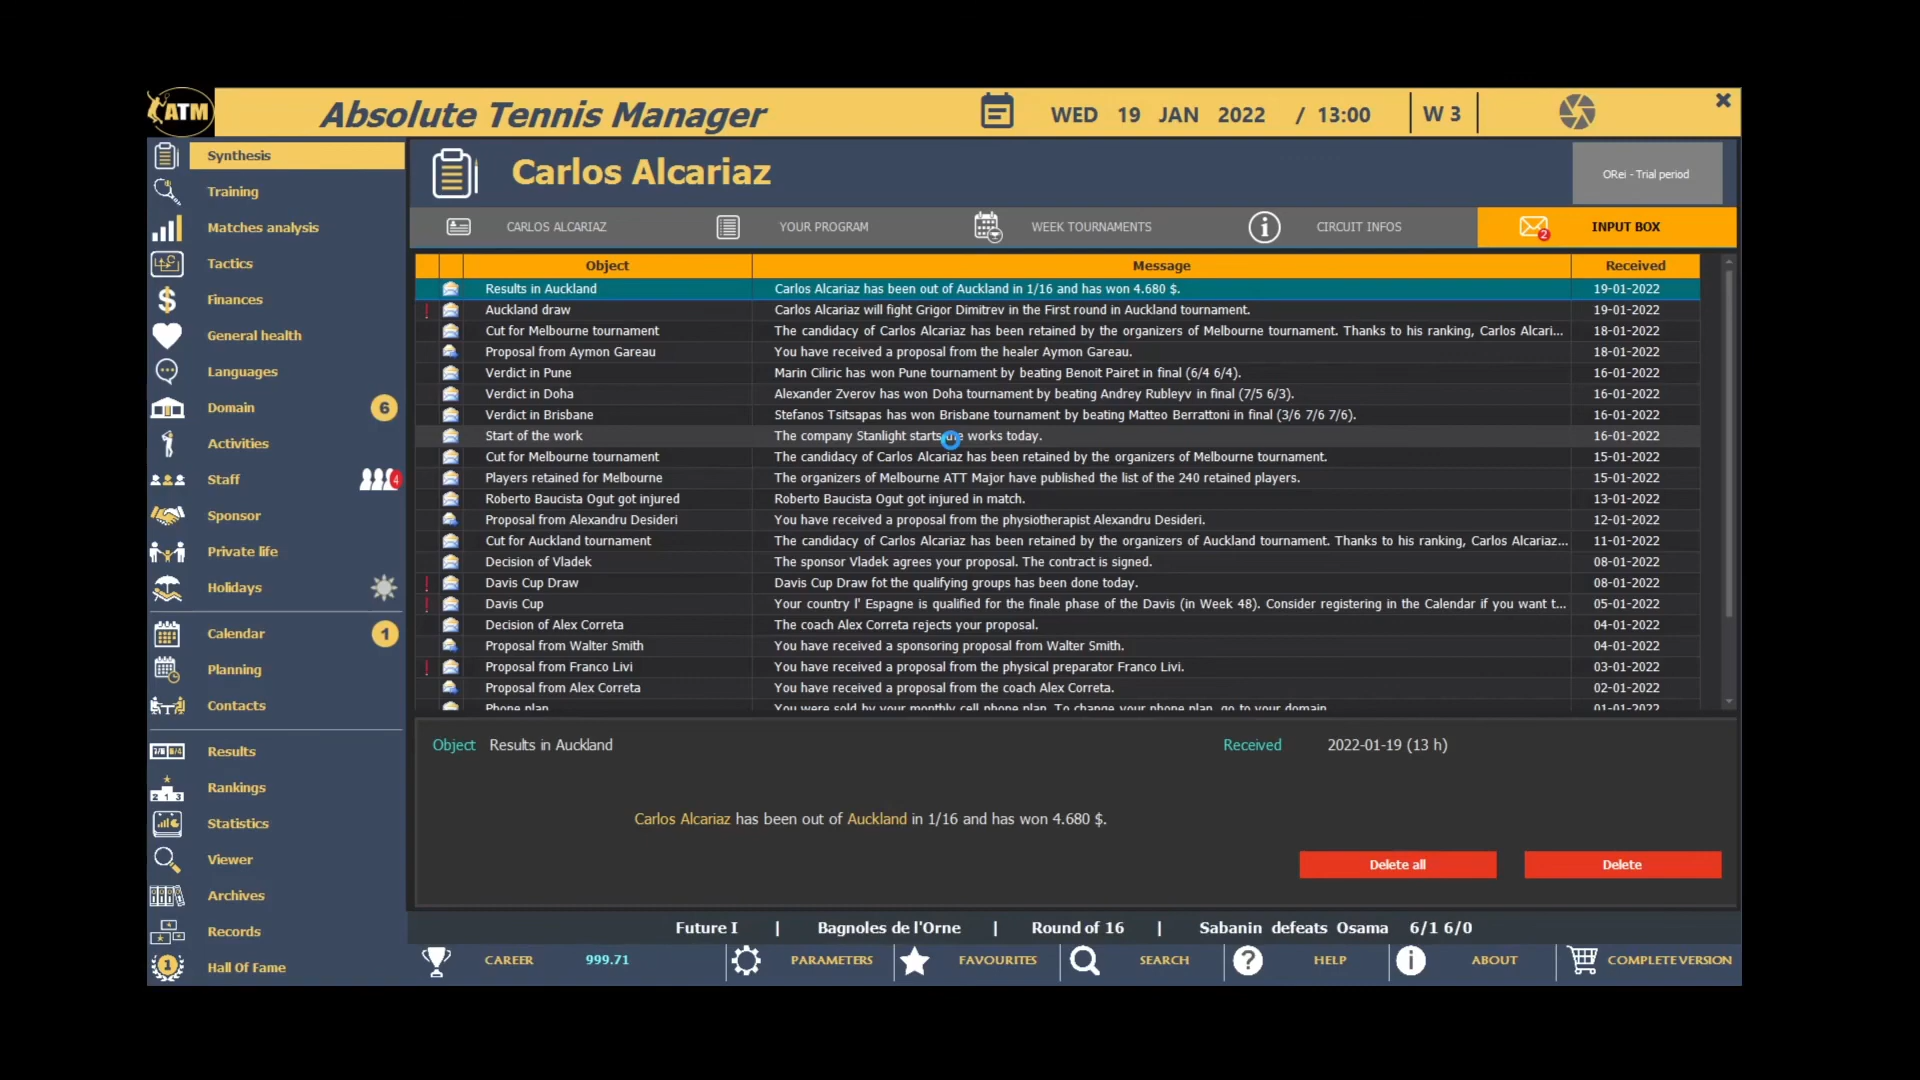 ATM
Absolute Tennis Manager
WED 19 JAN 2022 / 13:00
W 3
Synthesis
Training
Matches analysis
Tactics
Finances
General health
Languages
Domain 6
Activities
Staff 4
Sponsor
Private life
Holidays
Calendar 1
Planning
Contacts
Results
Rankings
Statistics
Viewer
Archives
Records
Hall Of Fame
Carlos Alcariaz
ORei - Trial period
CARLOS ALCARIAZ
YOUR PROGRAM
WEEK TOURNAMENTS
CIRCUIT INFOS
2 INPUT BOX
Object Message Received
Results in Auckland Carlos Alcariaz has been out of Auckland in 1/16 and has won 4.680 $. 19-01-2022
! Auckland draw Carlos Alcariaz will fight Grigor Dimitrev in the First round in Auckland tournament. 19-01-2022
Cut for Melbourne tournament The candidacy of Carlos Alcariaz has been retained by the organizers of Melbourne tournament. Thanks to his ranking, Carlos Alcari... 18-01-2022
Proposal from Aymon Gareau You have received a proposal from the healer Aymon Gareau. 18-01-2022
Verdict in Pune Marin Ciliric has won Pune tournament by beating Benoit Pairet in final (6/4 6/4). 16-01-2022
Verdict in Doha Alexander Zverov has won Doha tournament by beating Andrey Rubleyv in final (7/5 6/3). 16-01-2022
Verdict in Brisbane Stefanos Tsitsapas has won Brisbane tournament by beating Matteo Berrattoni in final (3/6 7/6 7/6). 16-01-2022
Start of the work The company Stanlight starts the works today. 16-01-2022
Cut for Melbourne tournament The candidacy of Carlos Alcariaz has been retained by the organizers of Melbourne tournament. 15-01-2022
Players retained for Melbourne The organizers of Melbourne ATT Major have published the list of the 240 retained players. 15-01-2022
Roberto Baucista Ogut got injured Roberto Baucista Ogut got injured in match. 13-01-2022
Proposal from Alexandru Desideri You have received a proposal from the physiotherapist Alexandru Desideri. 12-01-2022
Cut for Auckland tournament The candidacy of Carlos Alcariaz has been retained by the organizers of Auckland tournament. Thanks to his ranking, Carlos Alcariaz... 11-01-2022
Decision of Vladek The sponsor Vladek agrees your proposal. The contract is signed. 08-01-2022
! Davis Cup Draw Davis Cup Draw fot the qualifying groups has been done today. 08-01-2022
! Davis Cup Your country l' Espagne is qualified for the finale phase of the Davis (in Week 48). Consider registering in the Calendar if you want t... 05-01-2022
Decision of Alex Correta The coach Alex Correta rejects your proposal. 04-01-2022
Proposal from Walter Smith You have received a sponsoring proposal from Walter Smith. 04-01-2022
! Proposal from Franco Livi You have received a proposal from the physical preparator Franco Livi. 03-01-2022
Proposal from Alex Correta You have received a proposal from the coach Alex Correta. 02-01-2022
Phone plan You were sold by your monthly cell phone plan. To change your phone plan, go to your domain. 01-01-2022
Object Results in Auckland Received 2022-01-19 (13 h)
Carlos Alcariaz has been out of Auckland in 1/16 and has won 4.680 $.
Delete all
Delete
Future I | Bagnoles de l'Orne | Round of 16 | Sabanin defeats Osama 6/1 6/0
CAREER 999.71
PARAMETERS
FAVOURITES
SEARCH
HELP
ABOUT
COMPLETE VERSION